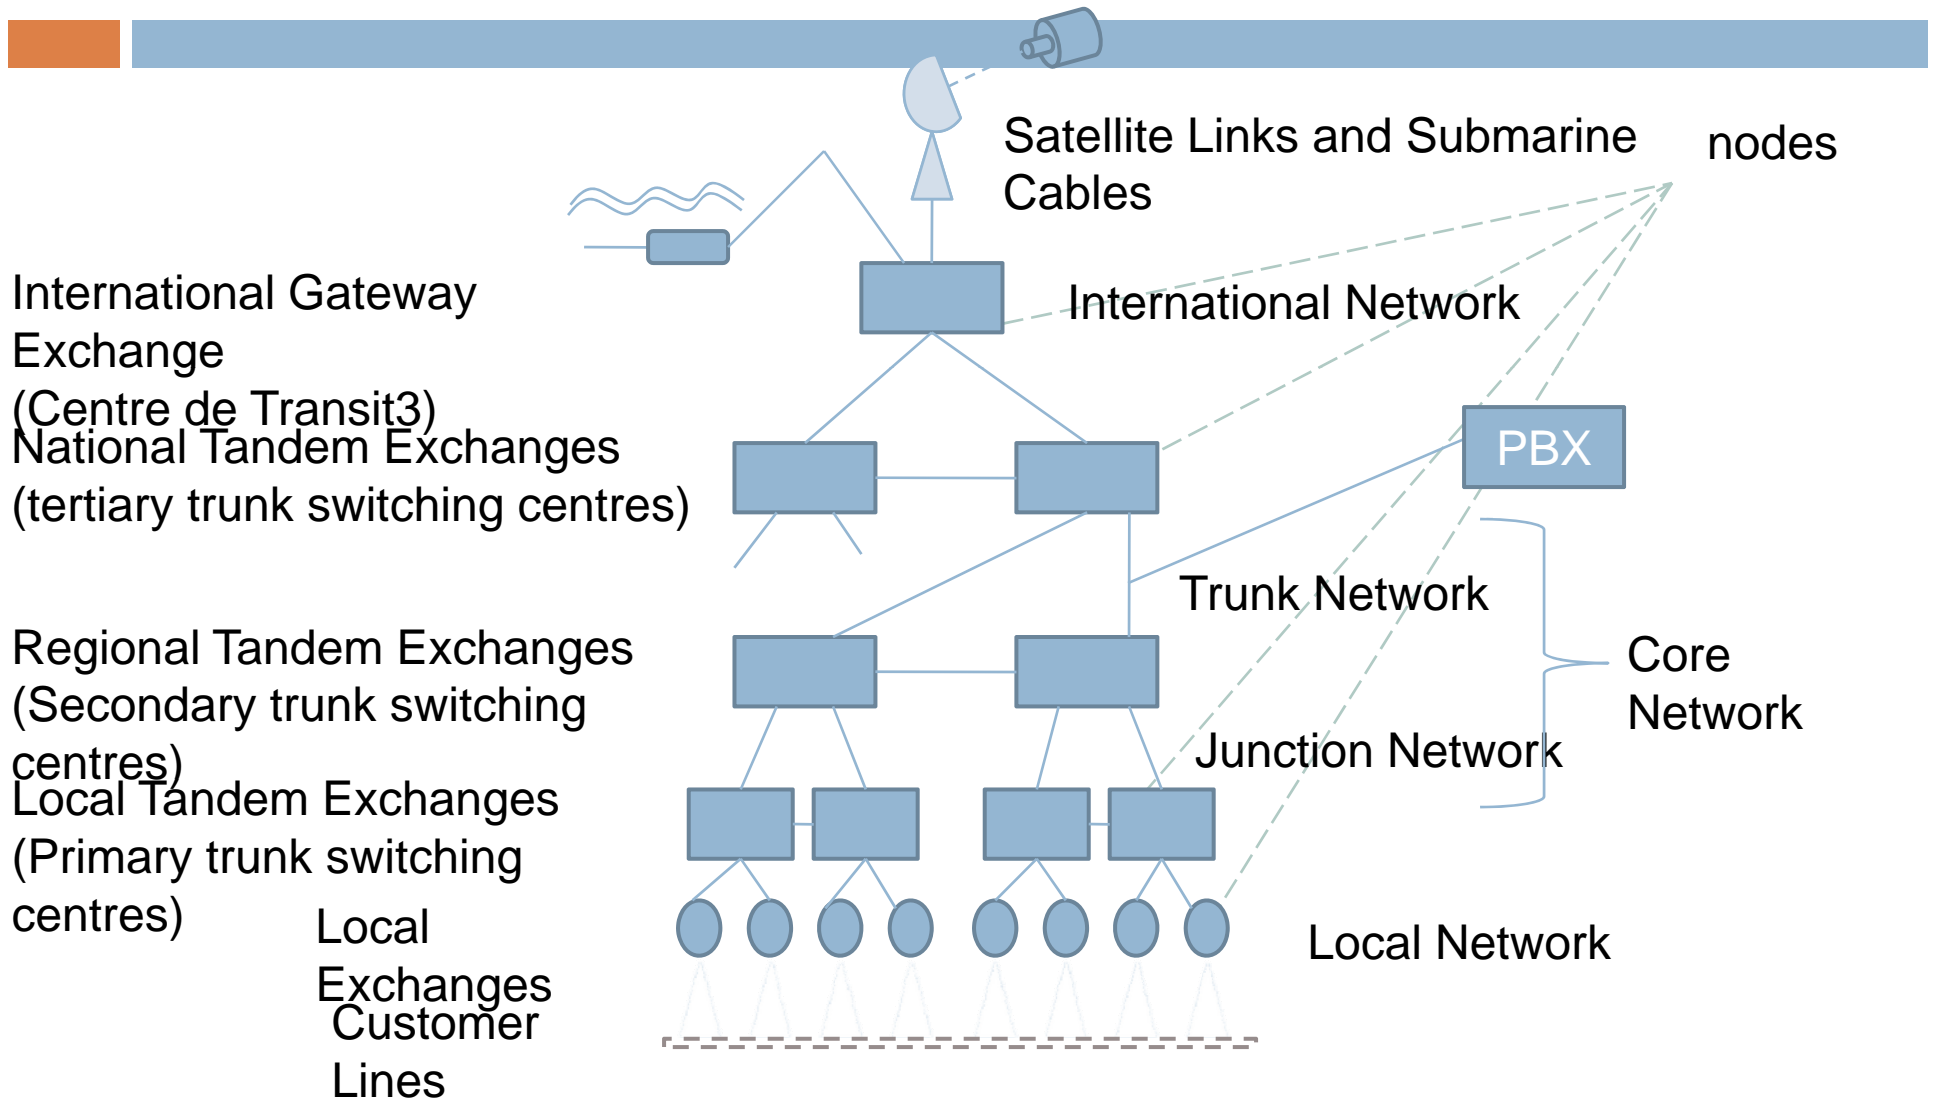 Satellite Links and Submarine
Cables
nodes
International Gateway
Exchange
(Centre de Transit3)
International Network
National Tandem Exchanges
(tertiary trunk switching centres)
PBX
Trunk Network
Regional Tandem Exchanges
(Secondary trunk switching
centres)
Core
Network
Junction Network
Local Tandem Exchanges
(Primary trunk switching
centres)
Local
Exchanges
Local Network
Customer
Lines